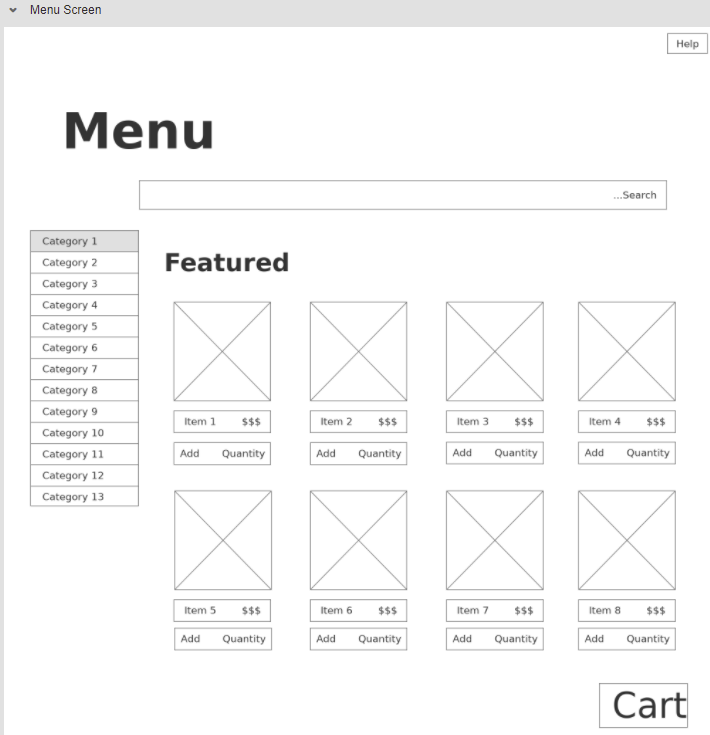 Menu Screen
Help
Menu
...Search
Category 1
Category 2
Category 3
Category 4
Category 5
Category 6
Category 7
Category 8
Category 9
Category 10
Category 11
Category 12
Category 13
Featured
Item 1 $$$ Item 2 $$$ Item 3 $$$ Item 4 $$$
Add Quantity Add Quantity Add Quantity Add Quantity
Item 5 $$$ Item 6 $$$ Item 7 $$$ Item 8 $$$
Add Quantity Add Quantity Add Quantity Add Quantity
Cart